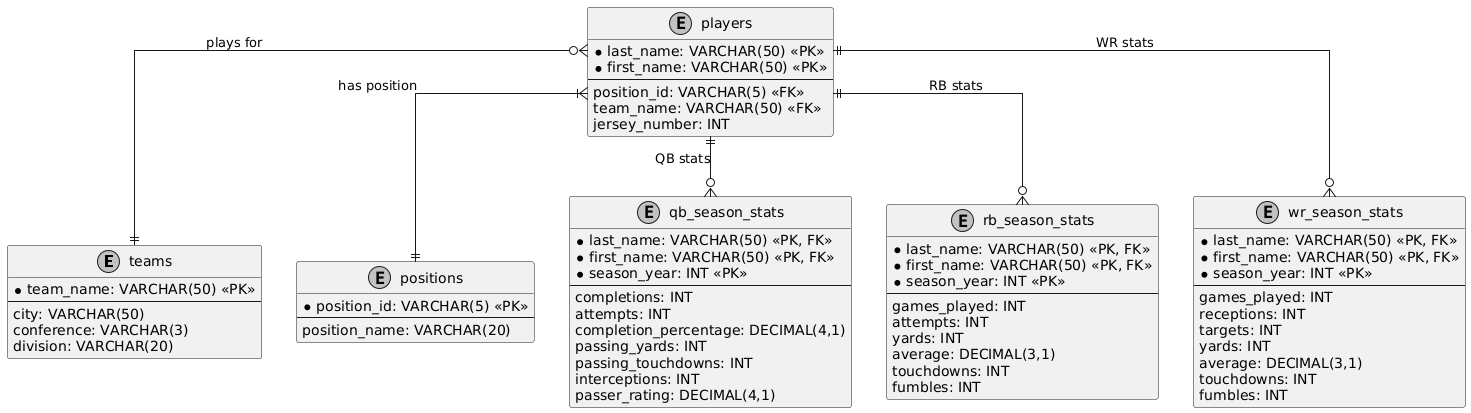 E players
* last_name: VARCHAR(50) «PK»
* first_name: VARCHAR(50) «PK»
position_id: VARCHAR(5) «FK»
team_name: VARCHAR(50) «FK»
jersey_number: INT
plays for
has position
QB stats
RB stats
WR stats
E teams
* team_name: VARCHAR(50) «PK»
city: VARCHAR(50)
conference: VARCHAR(3)
division: VARCHAR(20)
E positions
* position_id: VARCHAR(5) «PK»
position_name: VARCHAR(20)
E qb_season_stats
* last_name: VARCHAR(50) «PK, FK»
* first_name: VARCHAR(50) «PK, FK»
* season_year: INT «PK»
completions: INT
attempts: INT
completion_percentage: DECIMAL(4,1)
passing_yards: INT
passing_touchdowns: INT
interceptions: INT
passer_rating: DECIMAL(4,1)
E rb_season_stats
* last_name: VARCHAR(50) «PK, FK»
* first_name: VARCHAR(50) «PK, FK»
* season_year: INT «PK»
games_played: INT
attempts: INT
yards: INT
average: DECIMAL(3,1)
touchdowns: INT
fumbles: INT
E wr_season_stats
* last_name: VARCHAR(50) «PK, FK»
* first_name: VARCHAR(50) «PK, FK»
* season_year: INT «PK»
games_played: INT
receptions: INT
targets: INT
yards: INT
average: DECIMAL(3,1)
touchdowns: INT
fumbles: INT